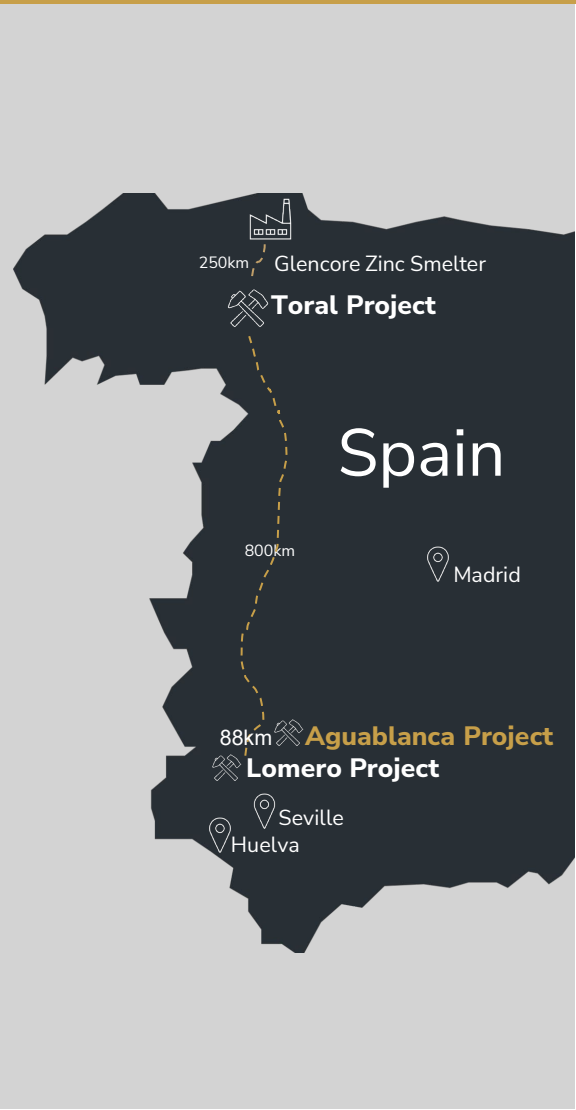 250km
Glencore Zinc Smelter
Toral Project
Spain
800km
Madrid
88km
Aguablanca Project
Lomero Project
Seville
Huelva